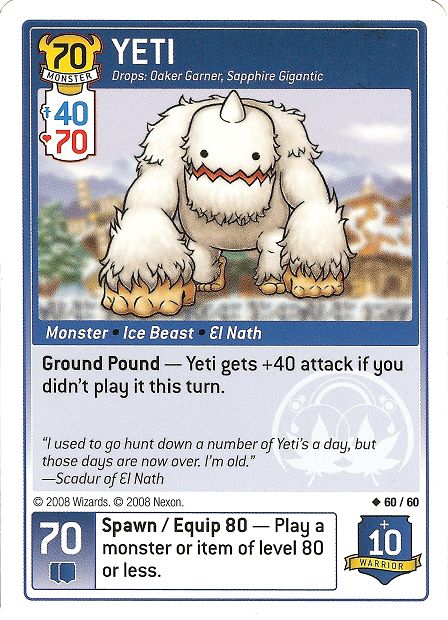 70
MONSTER
YETI
Drops: Oaker Garner, Sapphire Gigantic
40
70
Monster • Ice Beast • El Nath
Ground Pound — Yeti gets +40 attack if you
didn't play it this turn.
"I used to go hunt down a number of Yeti's a day, but
those days are now over. I'm old."
—Scadur of El Nath
© 2008 Wizards. © 2008 Nexon.
◆ 60 / 60
70
Spawn / Equip 80 — Play a
monster or item of level 80
or less.
+
10
WARRIOR